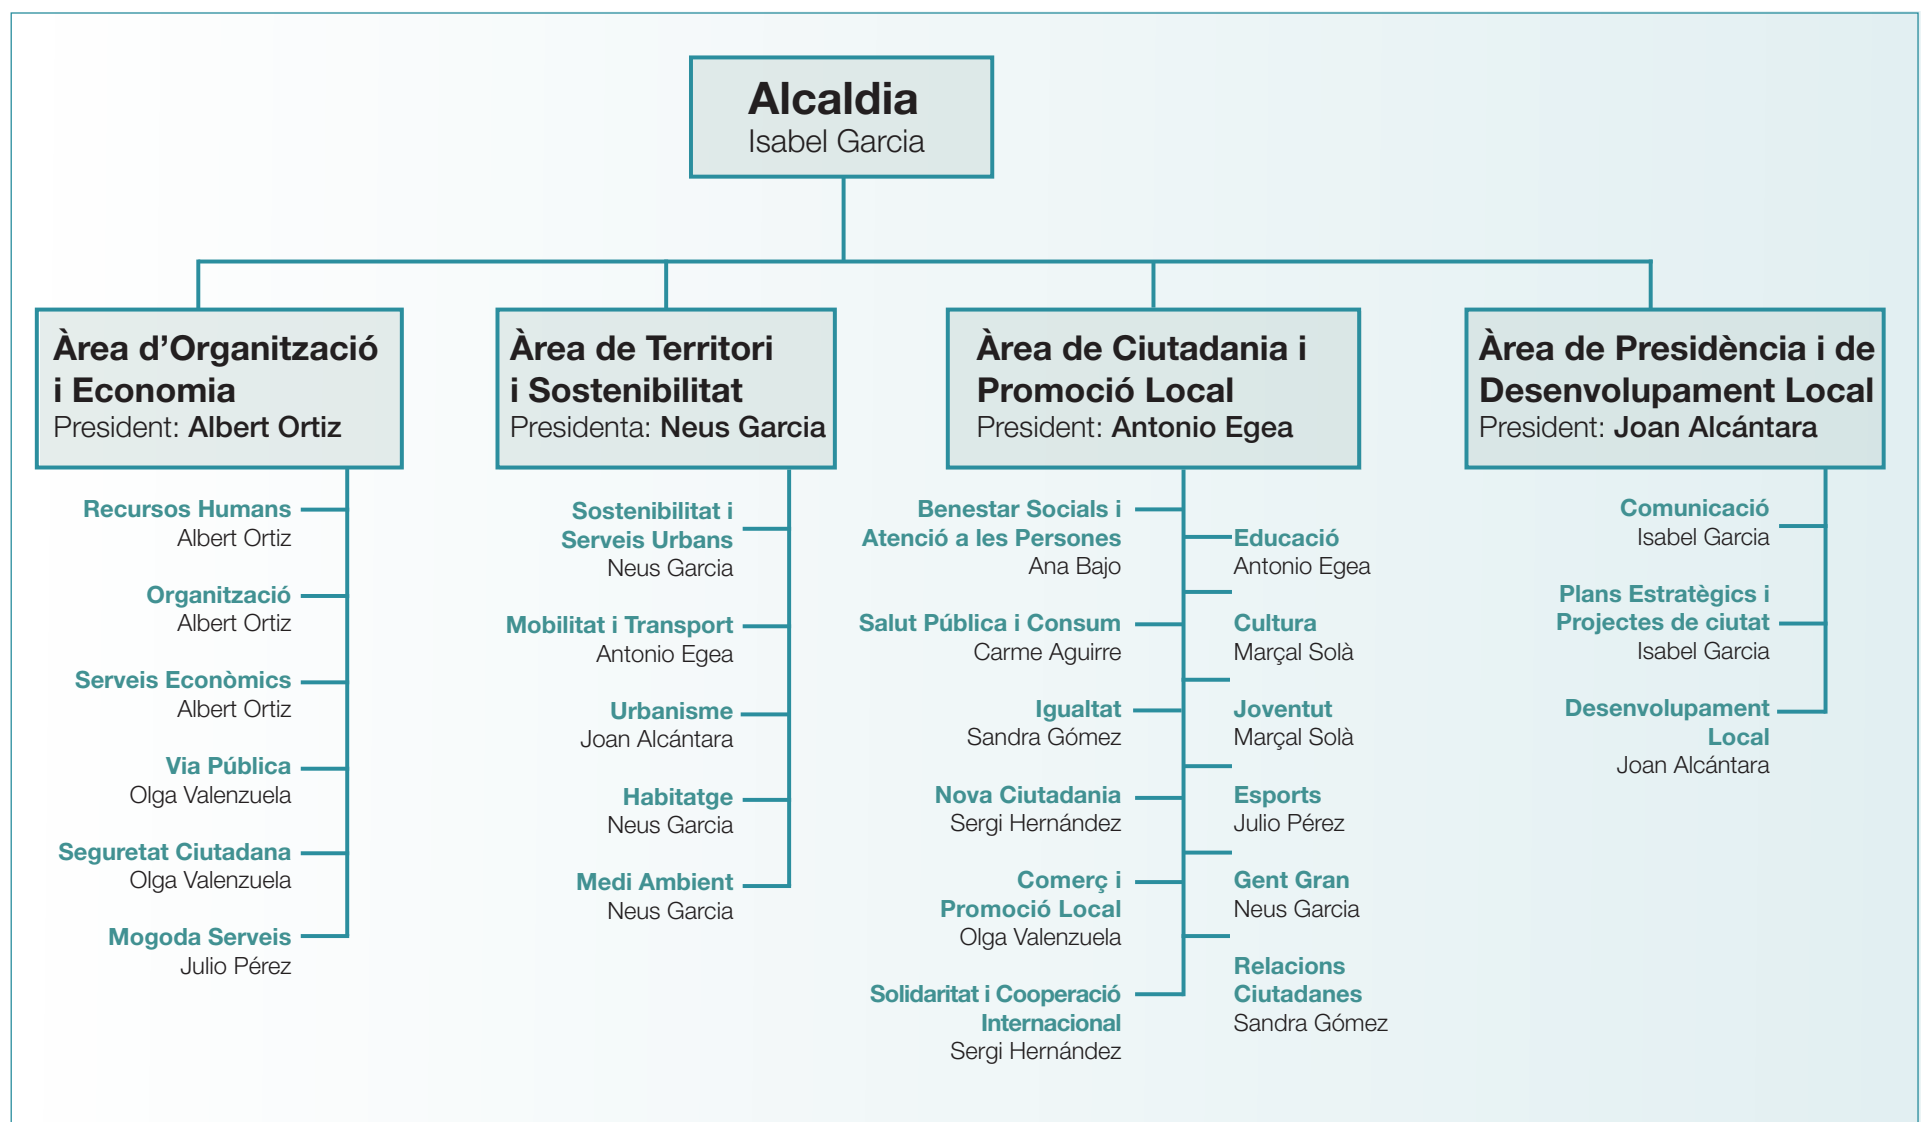 Alcaldia
Isabel Garcia
Àrea d’Organització
i Economia
President: Albert Ortiz
Recursos Humans
Albert Ortiz
Organització
Albert Ortiz
Serveis Econòmics
Albert Ortiz
Via Pública
Olga Valenzuela
Seguretat Ciutadana
Olga Valenzuela
Mogoda Serveis
Julio Pérez
Àrea de Territori
i Sostenibilitat
Presidenta: Neus Garcia
Sostenibilitat i
Serveis Urbans
Neus Garcia
Mobilitat i Transport
Antonio Egea
Urbanisme
Joan Alcántara
Habitatge
Neus Garcia
Medi Ambient
Neus Garcia
Àrea de Ciutadania i
Promoció Local
President: Antonio Egea
Benestar Socials i
Atenció a les Persones
Ana Bajo
Salut Pública i Consum
Carme Aguirre
Igualtat
Sandra Gómez
Nova Ciutadania
Sergi Hernández
Comerç i
Promoció Local
Olga Valenzuela
Solidaritat i Cooperació
Internacional
Sergi Hernández
Educació
Antonio Egea
Cultura
Marçal Solà
Joventut
Marçal Solà
Esports
Julio Pérez
Gent Gran
Neus Garcia
Relacions
Ciutadanes
Sandra Gómez
Àrea de Presidència i de
Desenvolupament Local
President: Joan Alcántara
Comunicació
Isabel Garcia
Plans Estratègics i
Projectes de ciutat
Isabel Garcia
Desenvolupament
Local
Joan Alcántara